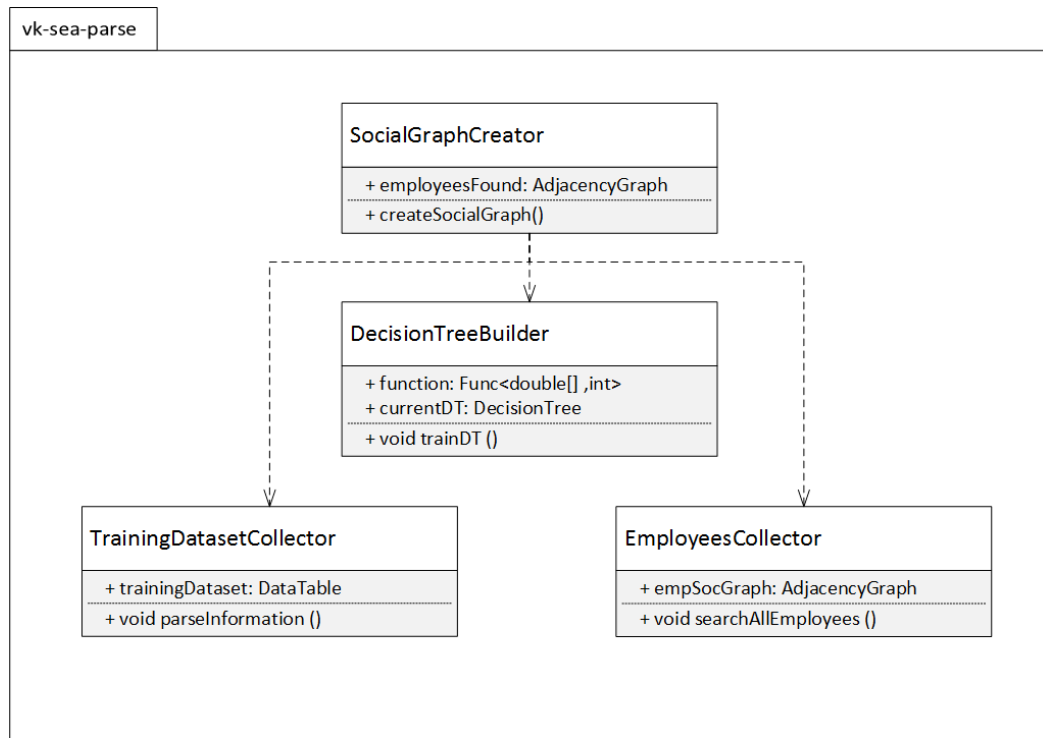 vk-sea-parse
SocialGraphCreator
+ employeesFound: AdjacencyGraph
+ createSocialGraph()
DecisionTreeBuilder
+ function: Func<double[] ,int>
+ currentDT: DecisionTree
+ void trainDT ()
TrainingDatasetCollector
+ trainingDataset: DataTable
+ void parseInformation ()
EmployeesCollector
+ empSocGraph: AdjacencyGraph
+ void searchAllEmployees ()